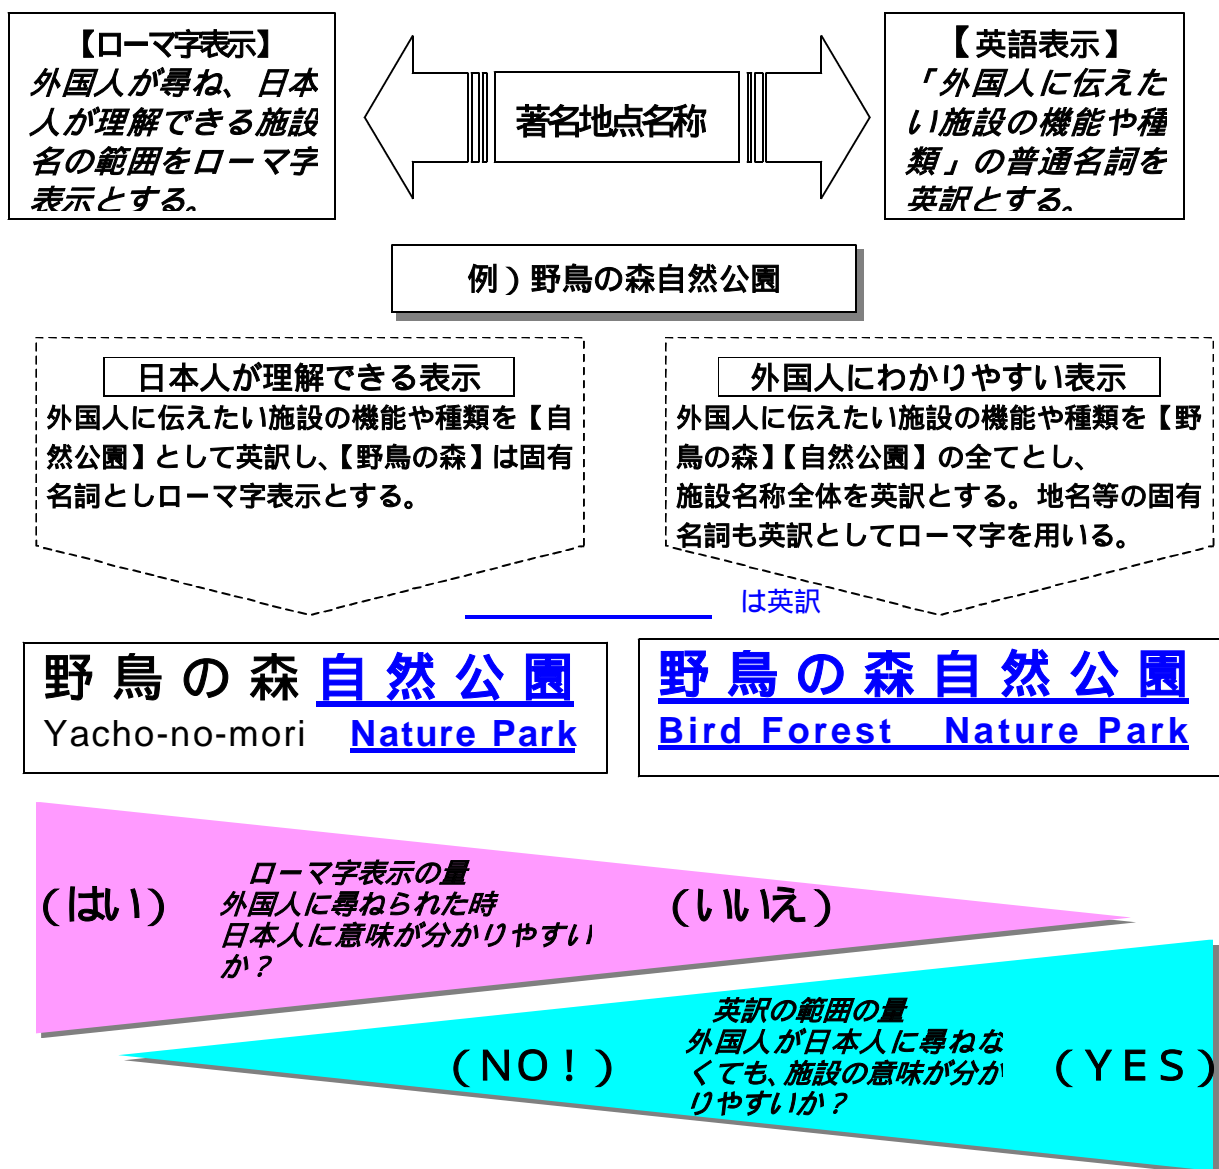 【ローマ字表示】
外国人が尋ね、日本
人が理解できる施設
名の範囲をローマ字
表示とする。
著名地点名称
【英語表示】
「外国人に伝えた
い施設の機能や種
類」の普通名詞を
英訳とする。
例）野鳥の森自然公園
日本人が理解できる表示
外国人に伝えたい施設の機能や種類を【自
然公園】として英訳し、【野鳥の森】は固有
名詞としローマ字表示とする。
外国人にわかりやすい表示
外国人に伝えたい施設の機能や種類を【野
鳥の森】【自然公園】の全てとし、
施設名称全体を英訳とする。地名等の固有
名詞も英訳としてローマ字を用いる。
は英訳
野鳥の森自然公園
Yacho-no-mori Nature Park
野鳥の森自然公園
Bird Forest Nature Park
（はい）
ローマ字表示の量
外国人に尋ねられた時
日本人に意味が分かりやすい
か？
（いいえ）
（NO！）
英訳の範囲の量
外国人が日本人に尋ねな
くても、施設の意味が分か
りやすいか？
（YES）